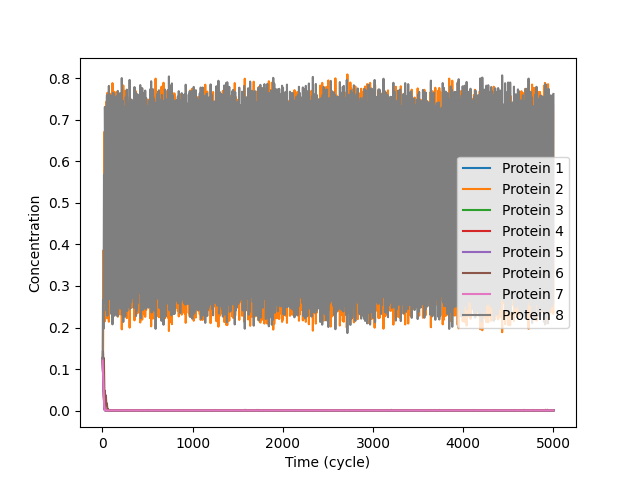 0.8
0.7
0.6
0.5
0.4
0.3
0.2
0.1
0.0
Concentration
Protein 1
Protein 2
Protein 3
Protein 4
Protein 5
Protein 6
Protein 7
Protein 8
0 1000 2000 3000 4000 5000
Time (cycle)